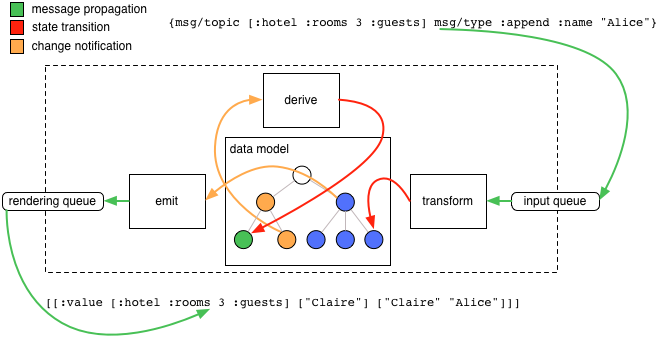 message propagation
state transition
change notification
{msg/topic [:hotel :rooms 3 :guests] msg/type :append :name "Alice"}
derive
data model
rendering queue
emit
transform
input queue
[[:value [:hotel :rooms 3 :guests] ["Claire"] ["Claire" "Alice"]]]